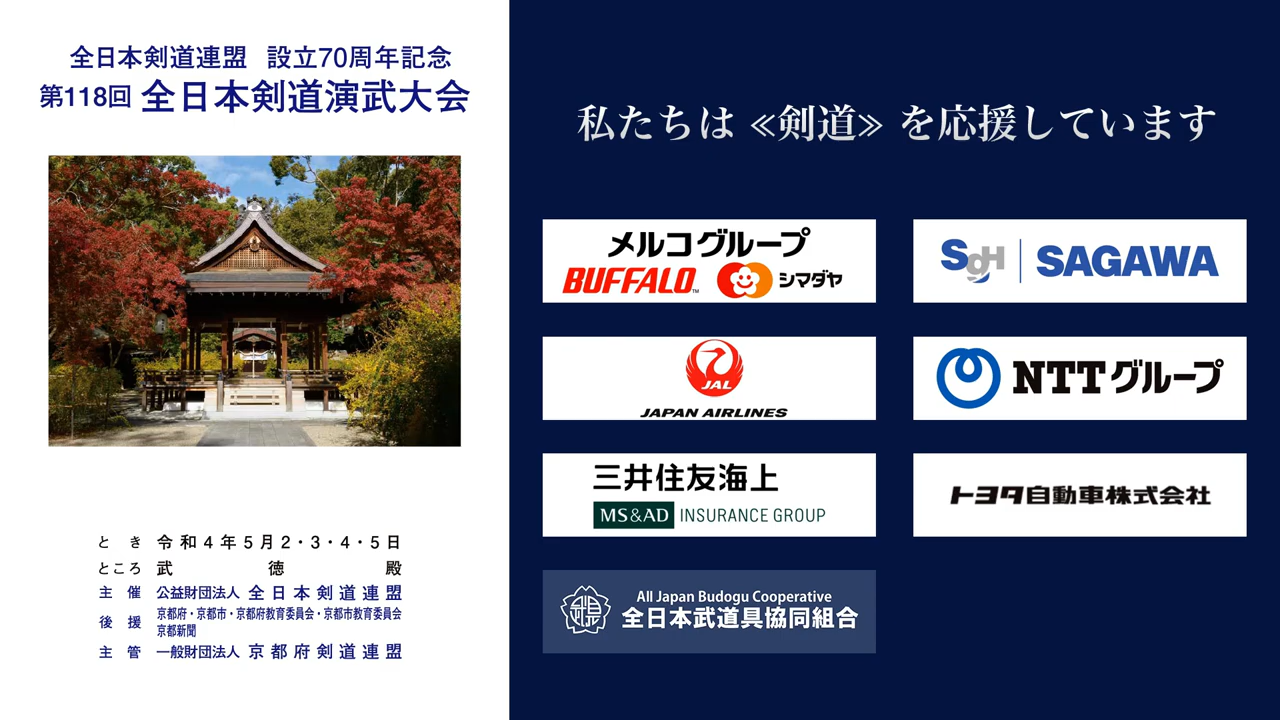 全日本剣道連盟 設立70周年記念
第118回 全日本剣道演武大会
とき 令和4年5月2・3・4・5日
ところ 武徳殿
主催 公益財団法人 全日本剣道連盟
後援 京都府・京都市・京都府教育委員会・京都市教育委員会
京都新聞
主管 一般財団法人 京都府剣道連盟
私たちは ≪剣道≫ を応援しています
メルコグループ
BUFFALO™ シマダヤ
SGH SAGAWA
JAL
JAPAN AIRLINES
NTTグループ
三井住友海上
MS&AD INSURANCE GROUP
トヨタ自動車株式会社
All Japan Budogu Cooperative
全日本武道具協同組合